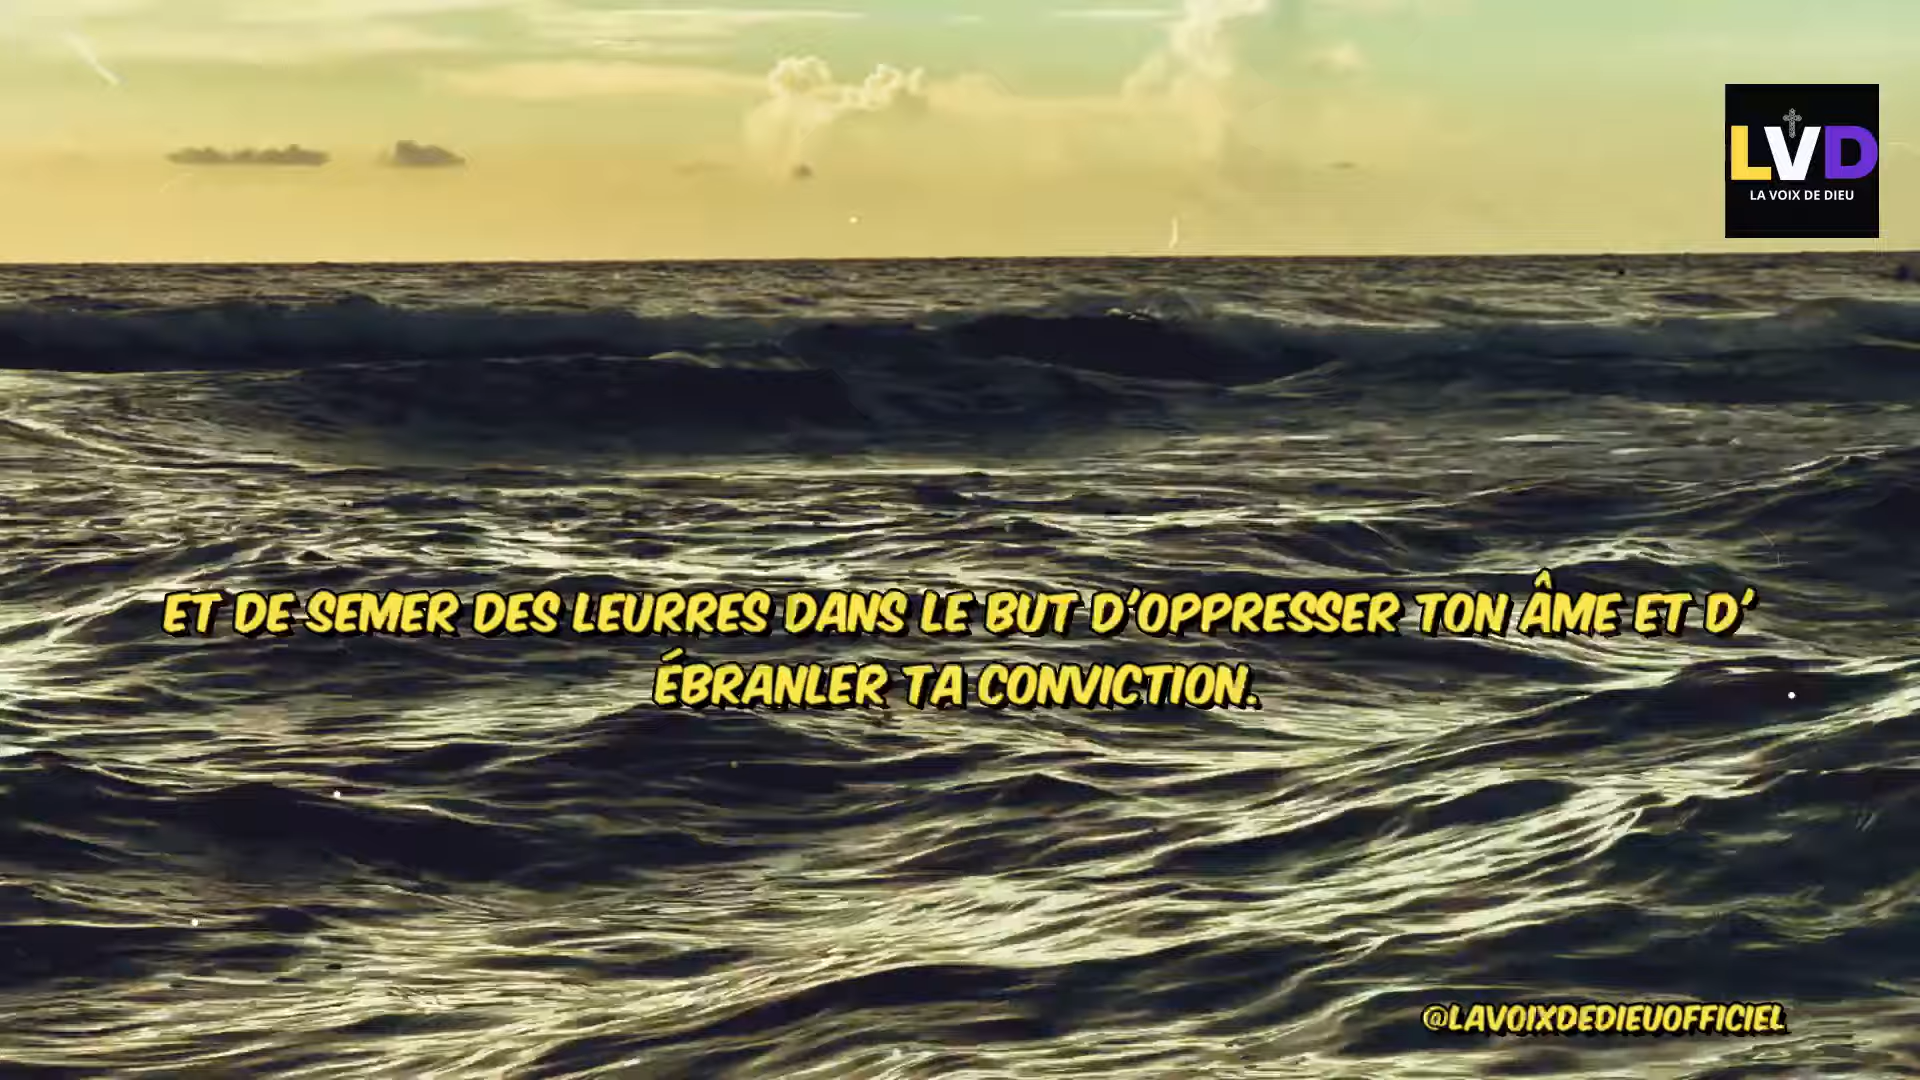 LVD
LA VOIX DE DIEU
ET DE SEMER DES LEURRES DANS LE BUT D'OPPRESSER TON ÂME ET D'
ÉBRANLER TA CONVICTION.
@LAVOIXDEDIEUOFFICIEL